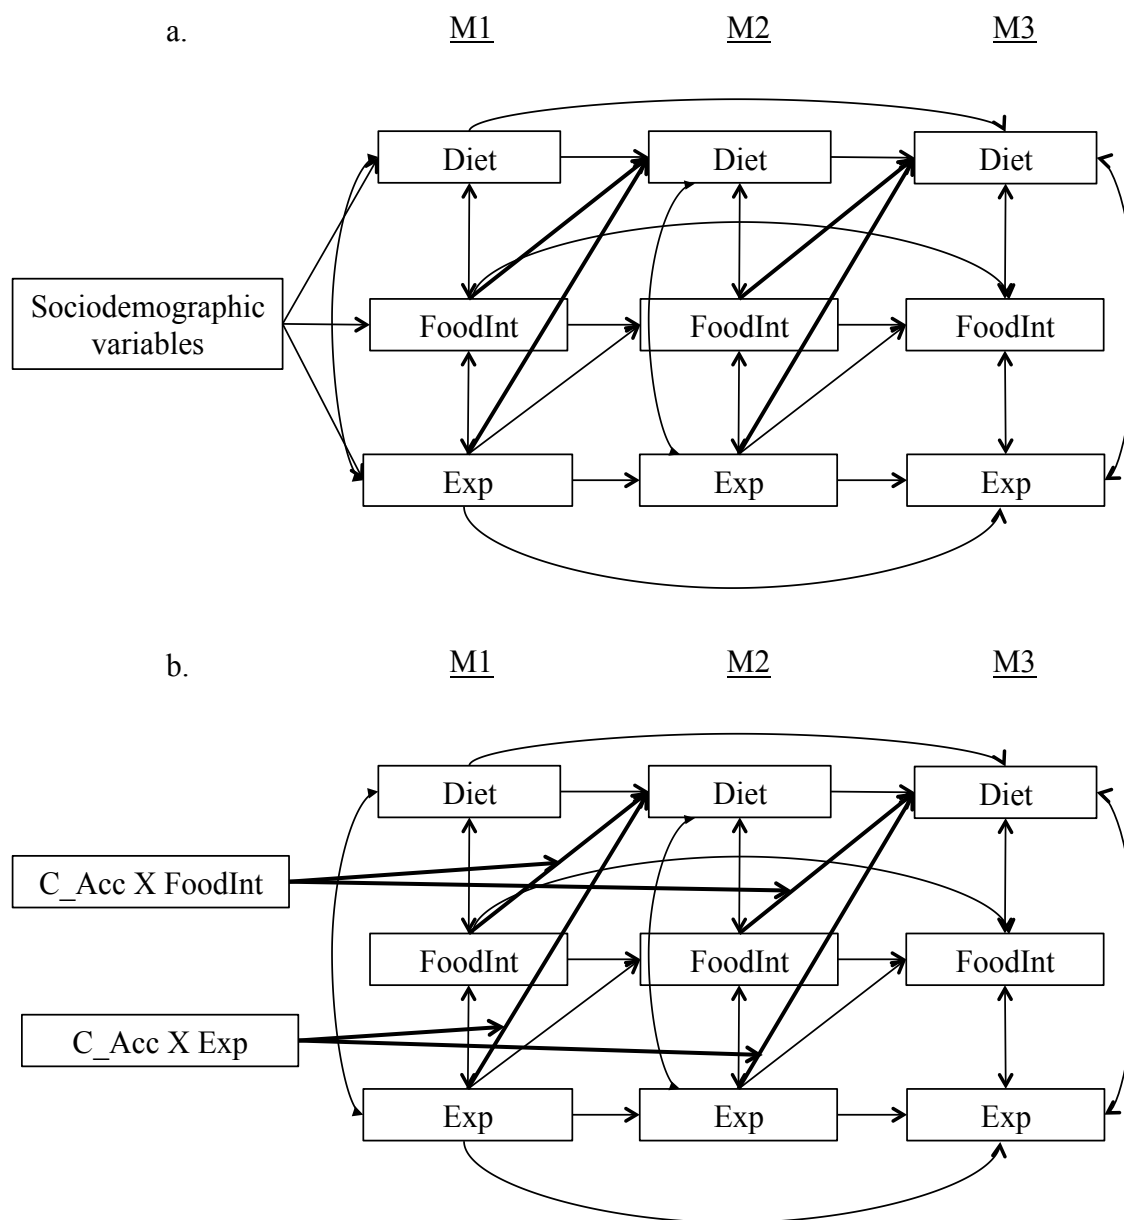 a. M1 M2 M3
Diet Diet Diet
Sociodemographic
variables
FoodInt FoodInt FoodInt
Exp Exp Exp
b. M1 M2 M3
Diet Diet Diet
C_Acc X FoodInt
FoodInt FoodInt FoodInt
C_Acc X Exp
Exp Exp Exp